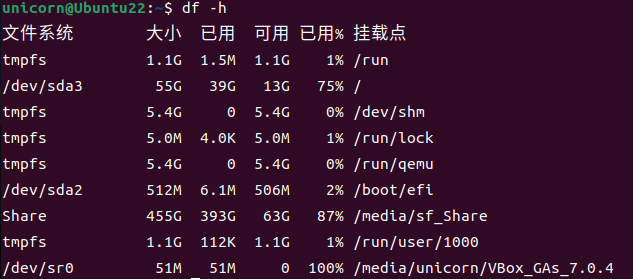 unicorn@Ubuntu22:~$ df -h
文件系统 大小 已用 可用 已用% 挂载点
tmpfs 1.1G 1.5M 1.1G 1% /run
/dev/sda3 55G 39G 13G 75% /
tmpfs 5.4G 0 5.4G 0% /dev/shm
tmpfs 5.0M 4.0K 5.0M 1% /run/lock
tmpfs 5.4G 0 5.4G 0% /run/qemu
/dev/sda2 512M 6.1M 506M 2% /boot/efi
Share 455G 393G 63G 87% /media/sf_Share
tmpfs 1.1G 112K 1.1G 1% /run/user/1000
/dev/sr0 51M 51M 0 100% /media/unicorn/VBox_GAs_7.0.4